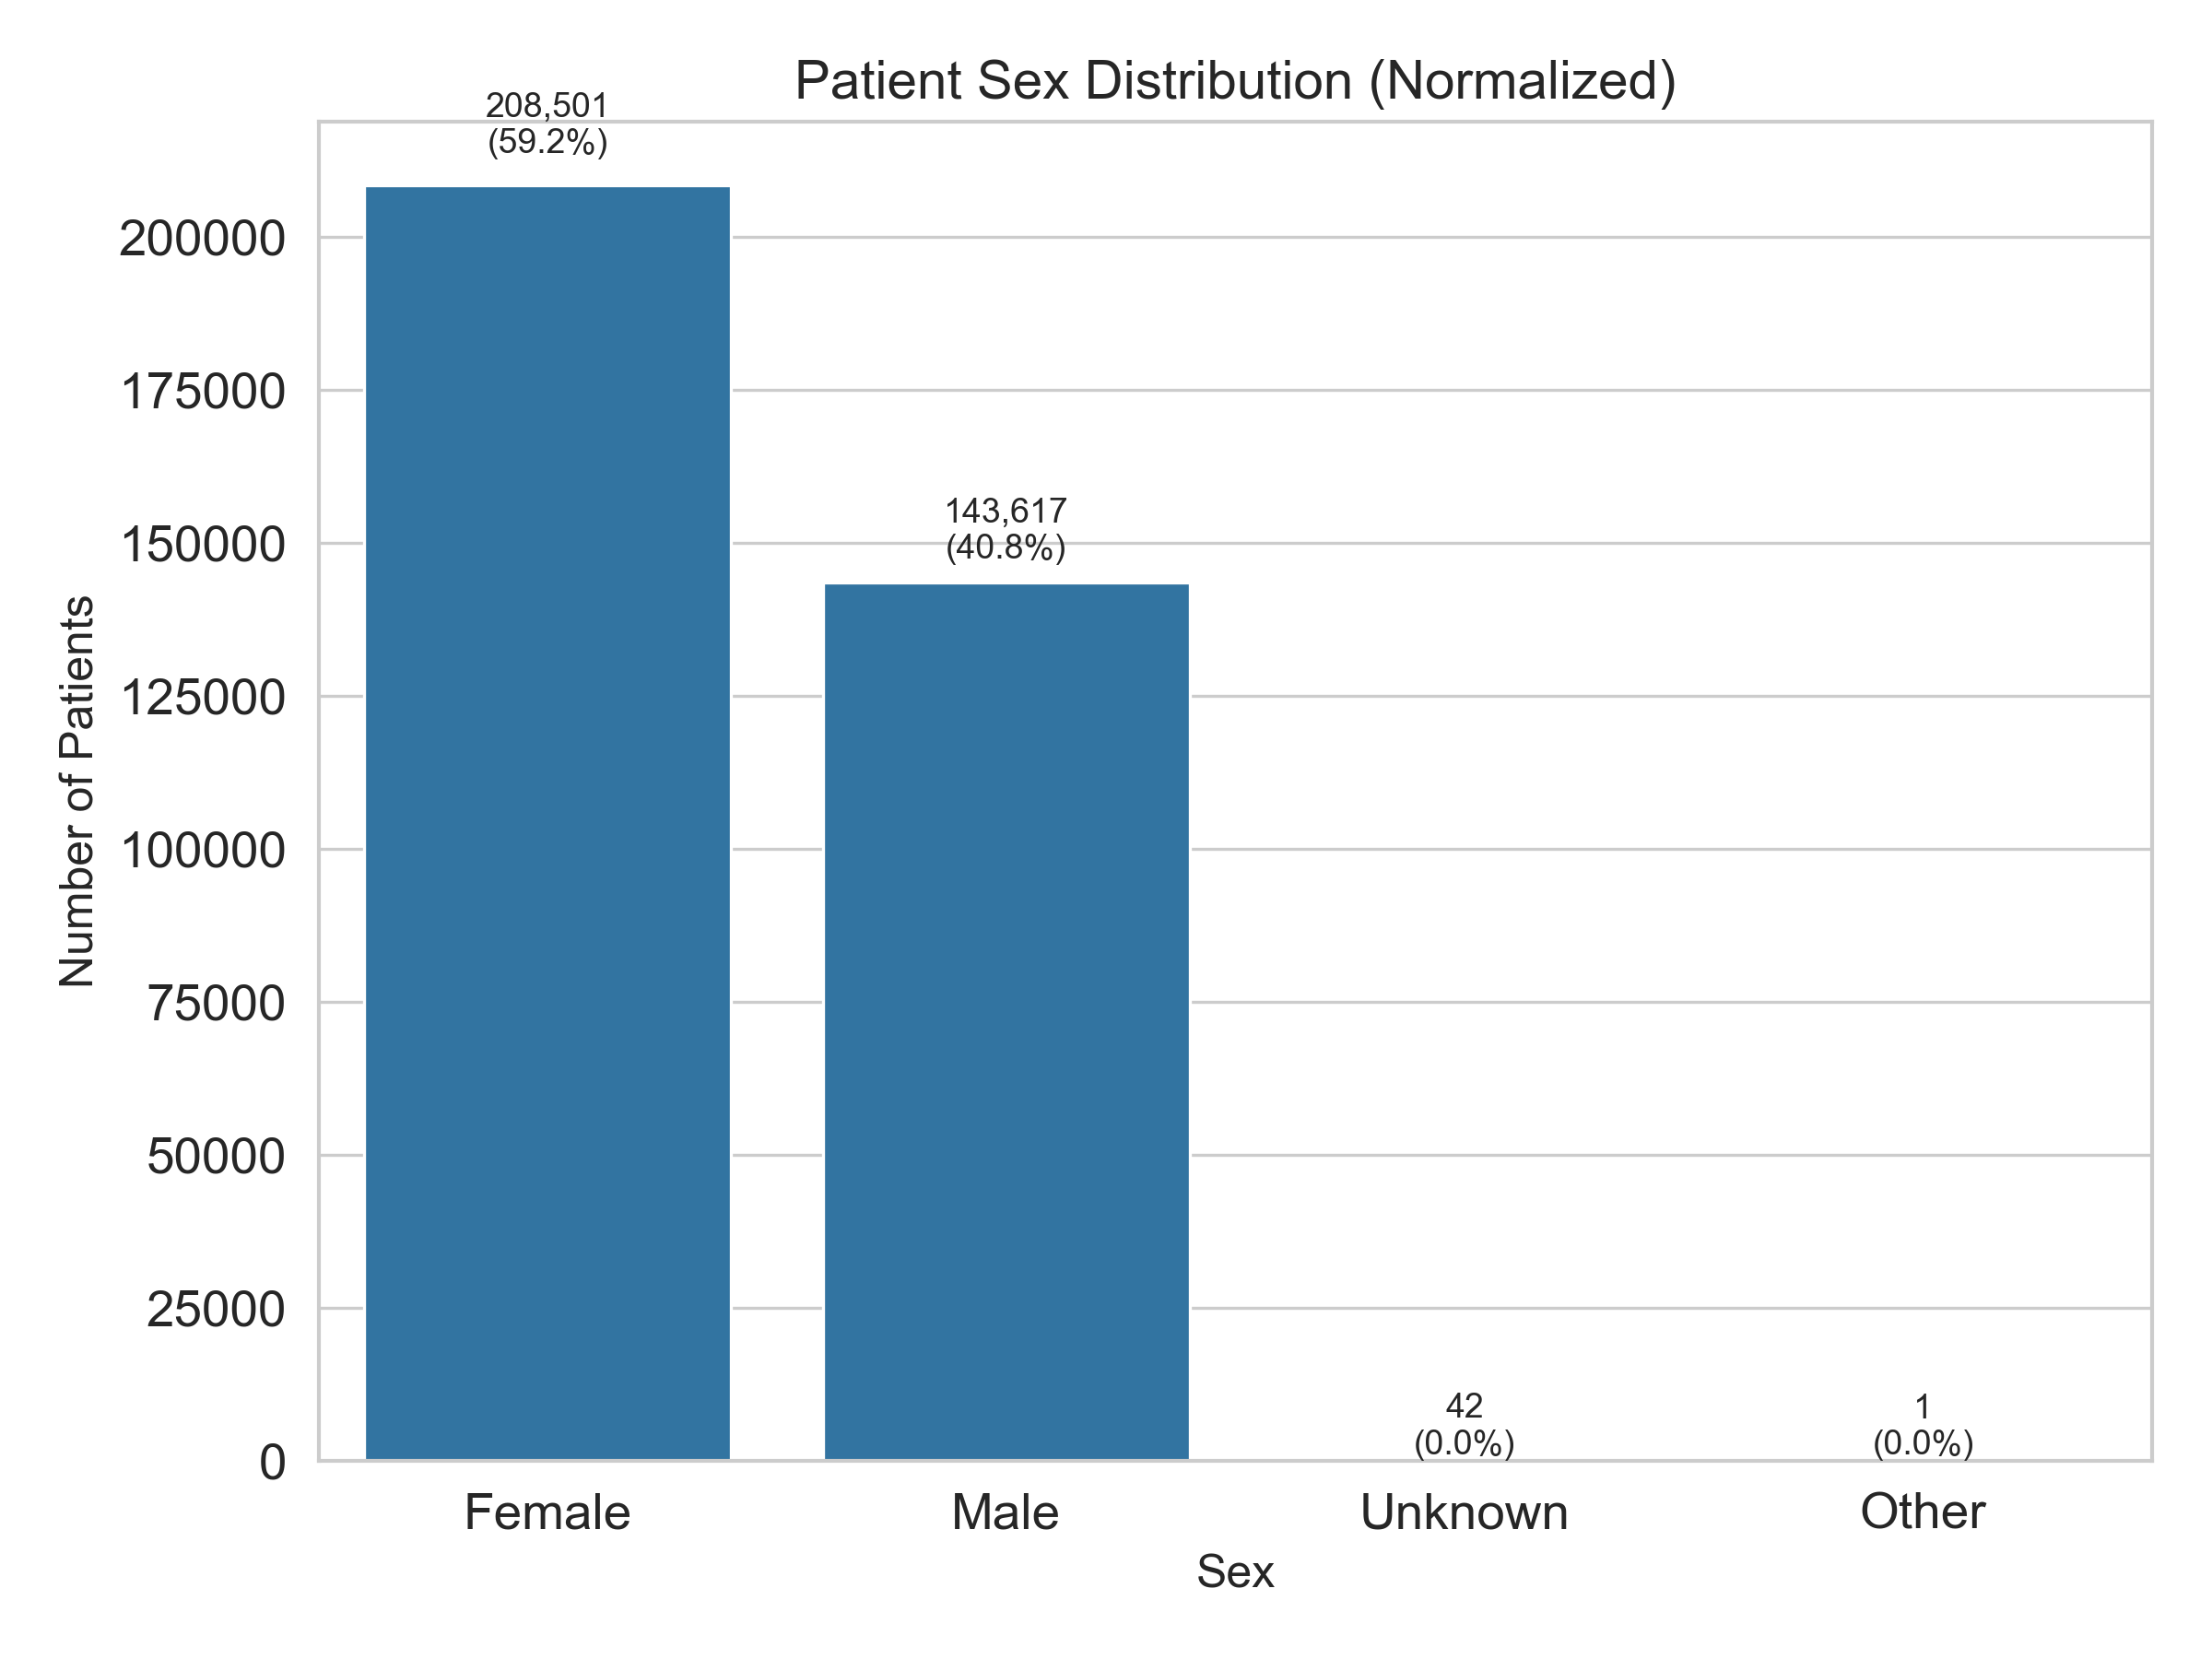 Patient Sex Distribution (Normalized)
208,501
(59.2%)
143,617
(40.8%)
42
(0.0%)
1
(0.0%)
Number of Patients
200000
175000
150000
125000
100000
75000
50000
25000
0
Female
Male
Unknown
Other
Sex